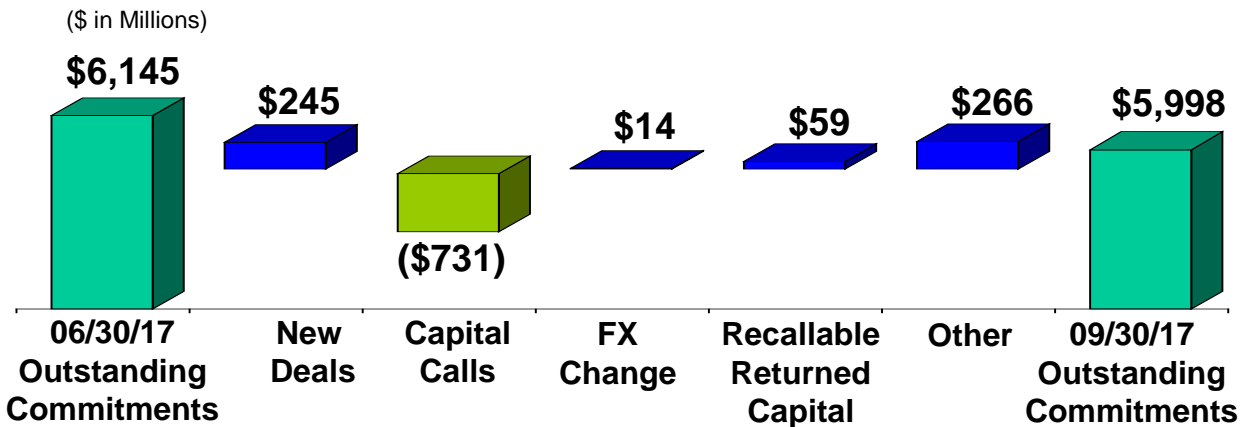 ($ in Millions)
$6,145
$245
($731)
$14
$59
$266
$5,998
06/30/17
Outstanding
Commitments
New
Deals
Capital
Calls
FX
Change
Recallable
Returned
Capital
Other
09/30/17
Outstanding
Commitments